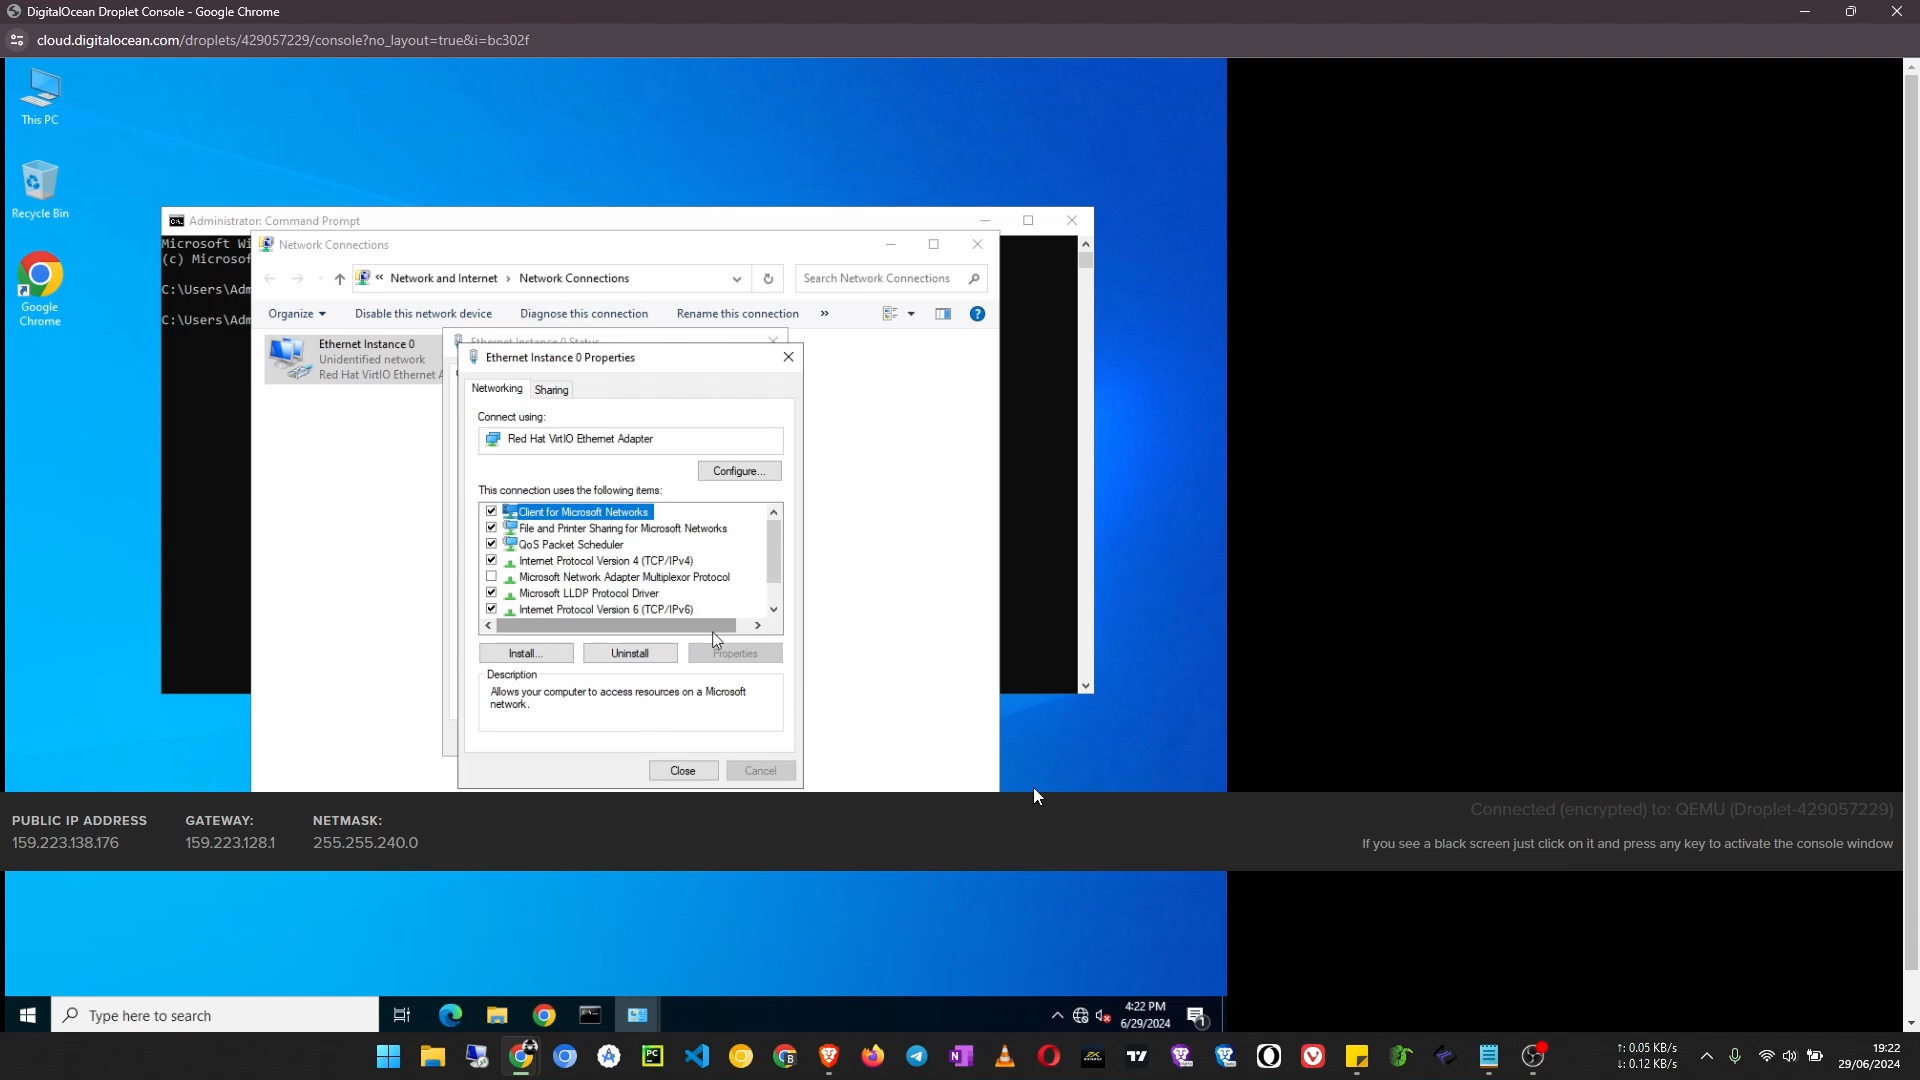 DigitalOcean Droplet Console - Google Chrome
cloud.digitalocean.com/droplets/429057229/console?no_layout=true&i=bc302f
This PC
Recycle Bin
Google
Chrome
Administrator: Command Prompt
Microsoft Wi
(c) Microsof
C:\Users\Adm
C:\Users\Adm
Network Connections
« Network and Internet › Network Connections
Search Network Connections
Organize
Disable this network device
Diagnose this connection
Rename this connection
»
Ethernet Instance 0
Unidentified network
Red Hat VirtIO Ethernet A
Ethernet Instance 0 Status
Ethernet Instance 0 Properties
Networking
Sharing
Connect using:
Red Hat VirtIO Ethernet Adapter
Configure...
This connection uses the following items:
Client for Microsoft Networks
File and Printer Sharing for Microsoft Networks
QoS Packet Scheduler
Internet Protocol Version 4 (TCP/IPv4)
Microsoft Network Adapter Multiplexor Protocol
Microsoft LLDP Protocol Driver
Internet Protocol Version 6 (TCP/IPv6)
Install...
Uninstall
Properties
Description
Allows your computer to access resources on a Microsoft
network.
Close
Cancel
PUBLIC IP ADDRESS
159.223.138.176
GATEWAY:
159.223.128.1
NETMASK:
255.255.240.0
Connected (encrypted) to: QEMU (Droplet-429057229)
If you see a black screen just click on it and press any key to activate the console window
Type here to search
4:22 PM
6/29/2024
1
↑: 0.05 KB/s
↓: 0.12 KB/s
19:22
29/06/2024